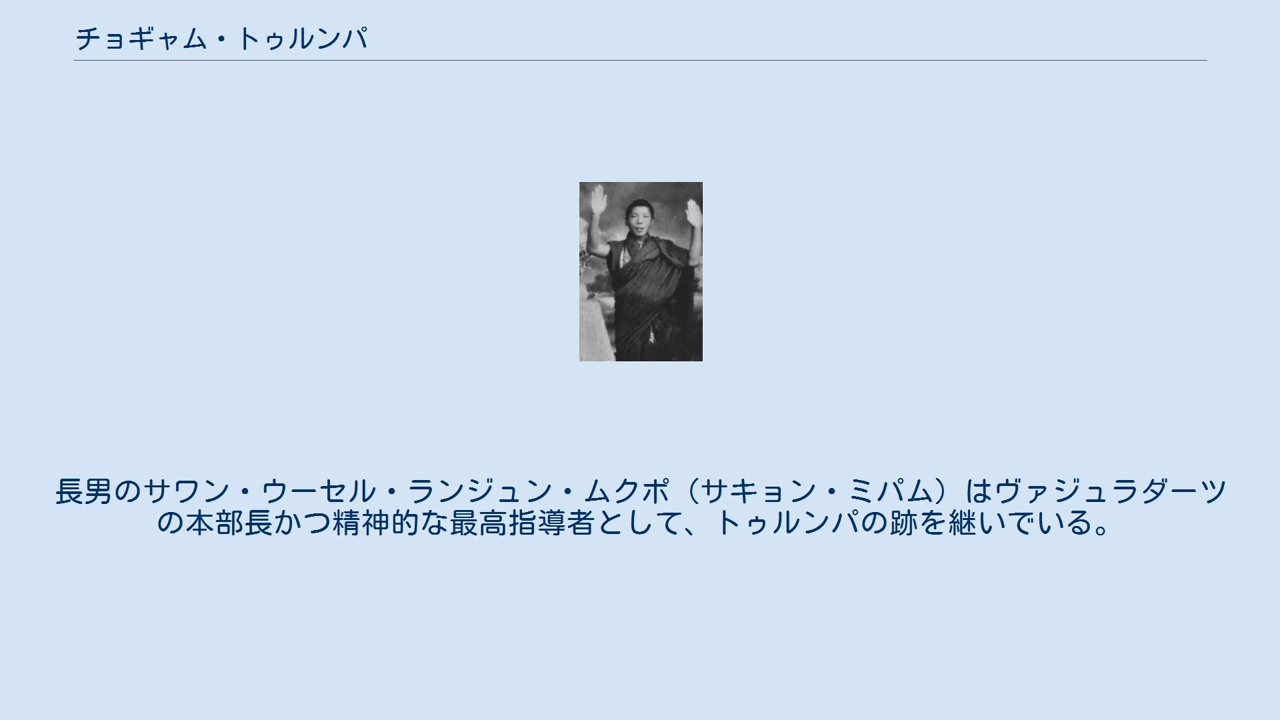 チョギャム・トゥルンパ
長男のサワン・ウーセル・ランジュン・ムクポ（サキョン・ミパム）はヴァジュラダーツ
の本部長かつ精神的な最高指導者として、トゥルンパの跡を継いでいる。